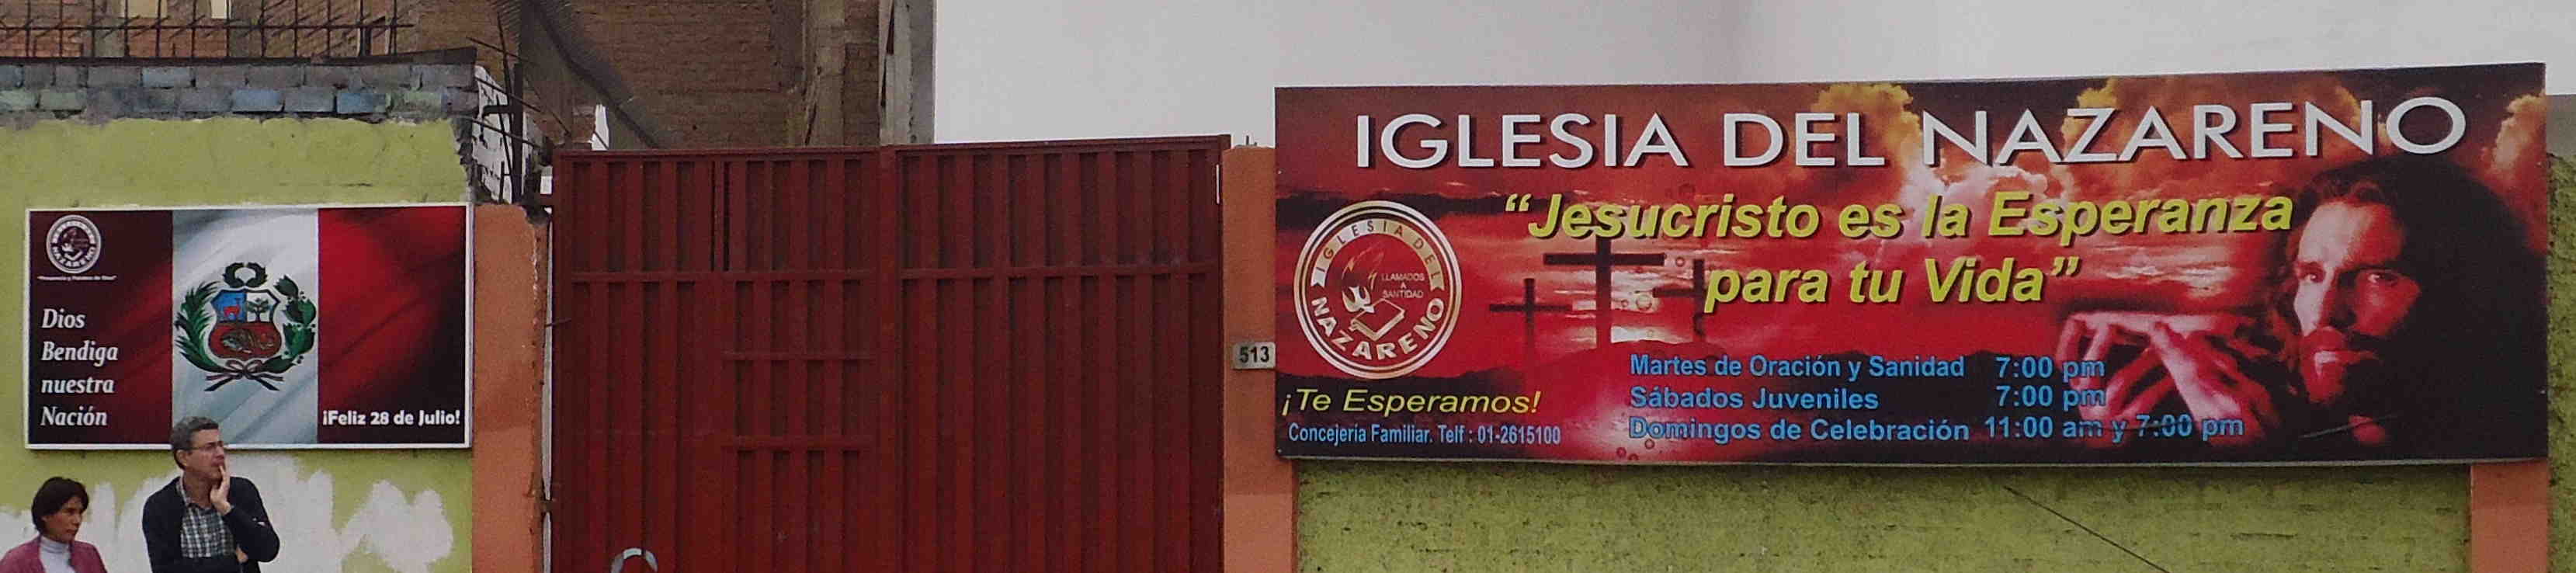 IGLESIA DEL NAZARENO
"Jesucristo es la Esperanza
para tu Vida"
IGLESIA DEL
NAZARENO
LLAMADOS
A
SANTIDAD
¡Te Esperamos!
Concejería Familiar. Telf : 01-2615100
Martes de Oración y Sanidad 7:00 pm
Sábados Juveniles 7:00 pm
Domingos de Celebración 11:00 am y 7:00 pm
513
NAZARENO
Dios
Bendiga
nuestra
Nación
¡Feliz 28 de Julio!